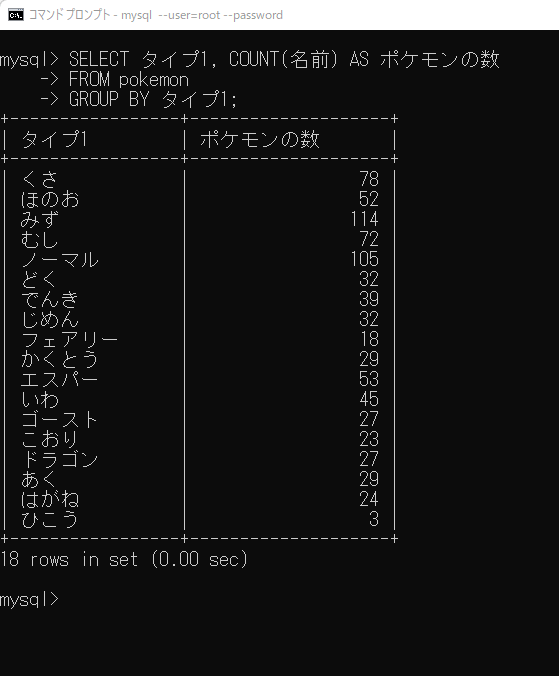 コマンド プロンプト - mysql --user=root --password
mysql> SELECT タイプ1, COUNT(名前) AS ポケモンの数
    -> FROM pokemon
    -> GROUP BY タイプ1;
+-----------------+--------------------+
| タイプ1 | ポケモンの数 |
+-----------------+--------------------+
| くさ | 78 |
| ほのお | 52 |
| みず | 114 |
| むし | 72 |
| ノーマル | 105 |
| どく | 32 |
| でんき | 39 |
| じめん | 32 |
| フェアリー | 18 |
| かくとう | 29 |
| エスパー | 53 |
| いわ | 45 |
| ゴースト | 27 |
| こおり | 23 |
| ドラゴン | 27 |
| あく | 29 |
| はがね | 24 |
| ひこう | 3 |
+-----------------+--------------------+
18 rows in set (0.00 sec)
mysql>